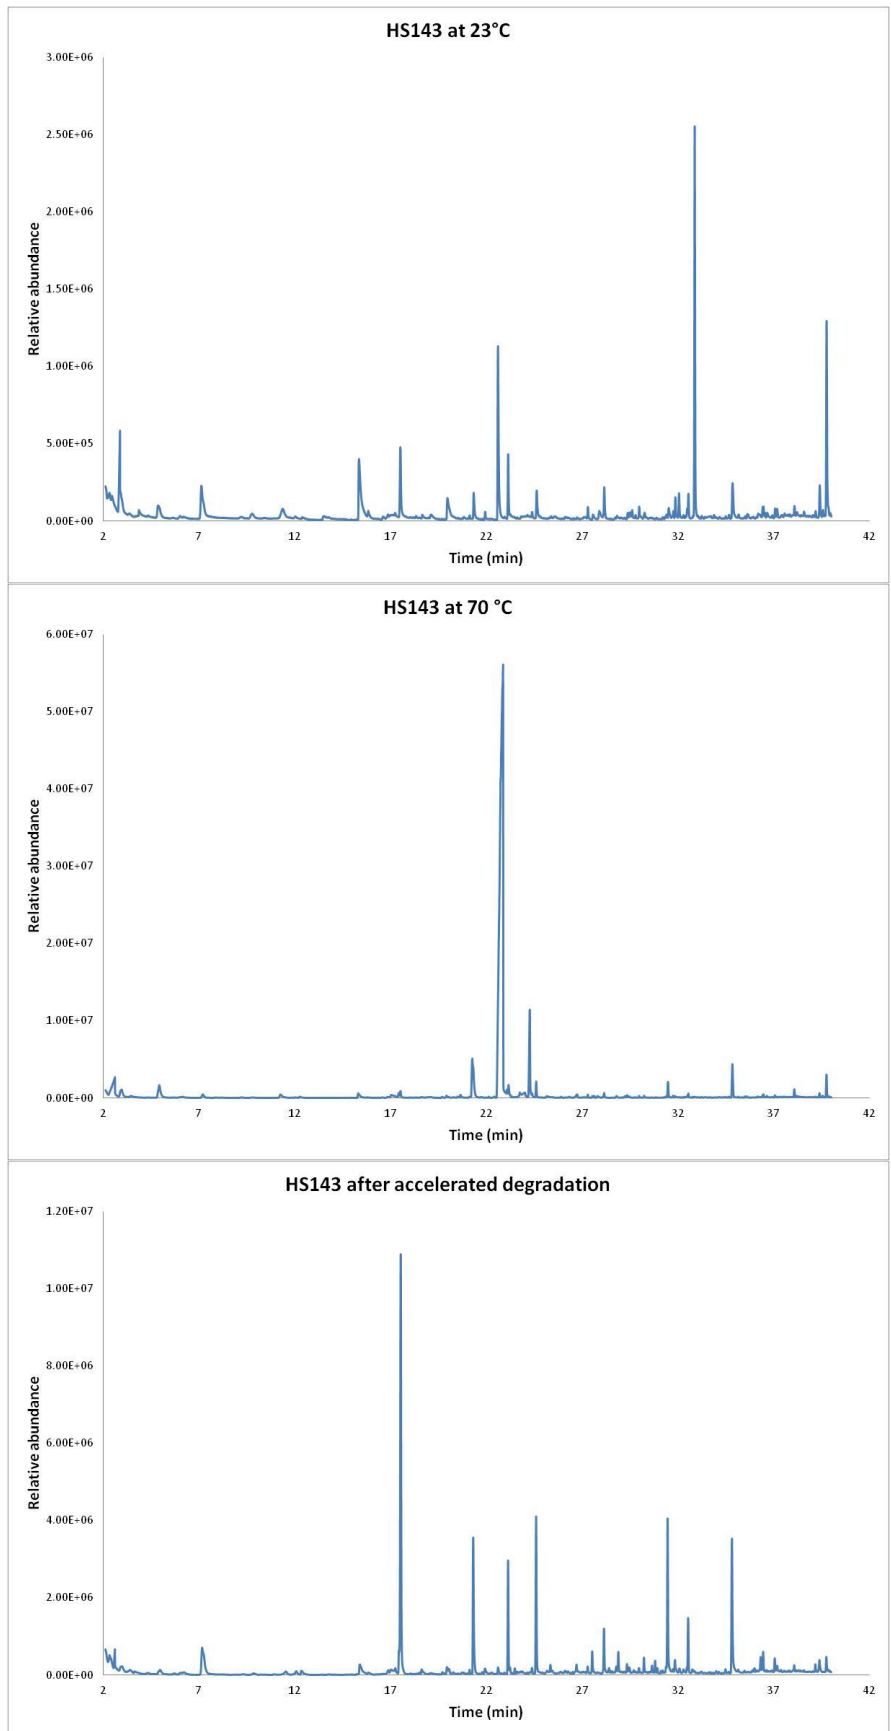 HS143 at 23°C
3.00E+06
2.50E+06
2.00E+06
1.50E+06
1.00E+06
5.00E+05
0.00E+00
Relative abundance
2 7 12 17 22 27 32 37 42
Time (min)
HS143 at 70 °C
6.00E+07
5.00E+07
4.00E+07
3.00E+07
2.00E+07
1.00E+07
0.00E+00
Relative abundance
2 7 12 17 22 27 32 37 42
Time (min)
HS143 after accelerated degradation
1.20E+07
1.00E+07
8.00E+06
6.00E+06
4.00E+06
2.00E+06
0.00E+00
Relative abundance
2 7 12 17 22 27 32 37 42
Time (min)